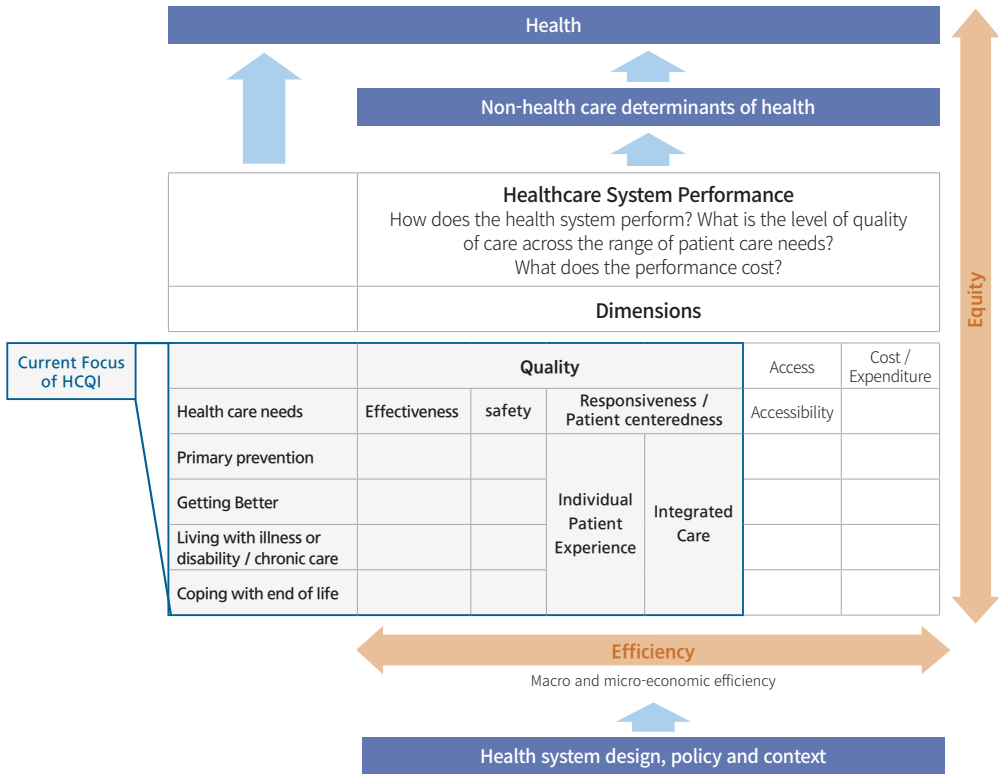 Health
Non-health care determinants of health
Healthcare System Performance
How does the health system perform? What is the level of quality
of care across the range of patient care needs?
What does the performance cost?
Dimensions
Equity
Current Focus
of HCQI
Quality
Access
Cost /
Expenditure
Health care needs
Effectiveness
safety
Responsiveness /
Patient centeredness
Accessibility
Primary prevention
Getting Better
Living with illness or
disability / chronic care
Coping with end of life
Individual
Patient
Experience
Integrated
Care
Efficiency
Macro and micro-economic efficiency
Health system design, policy and context